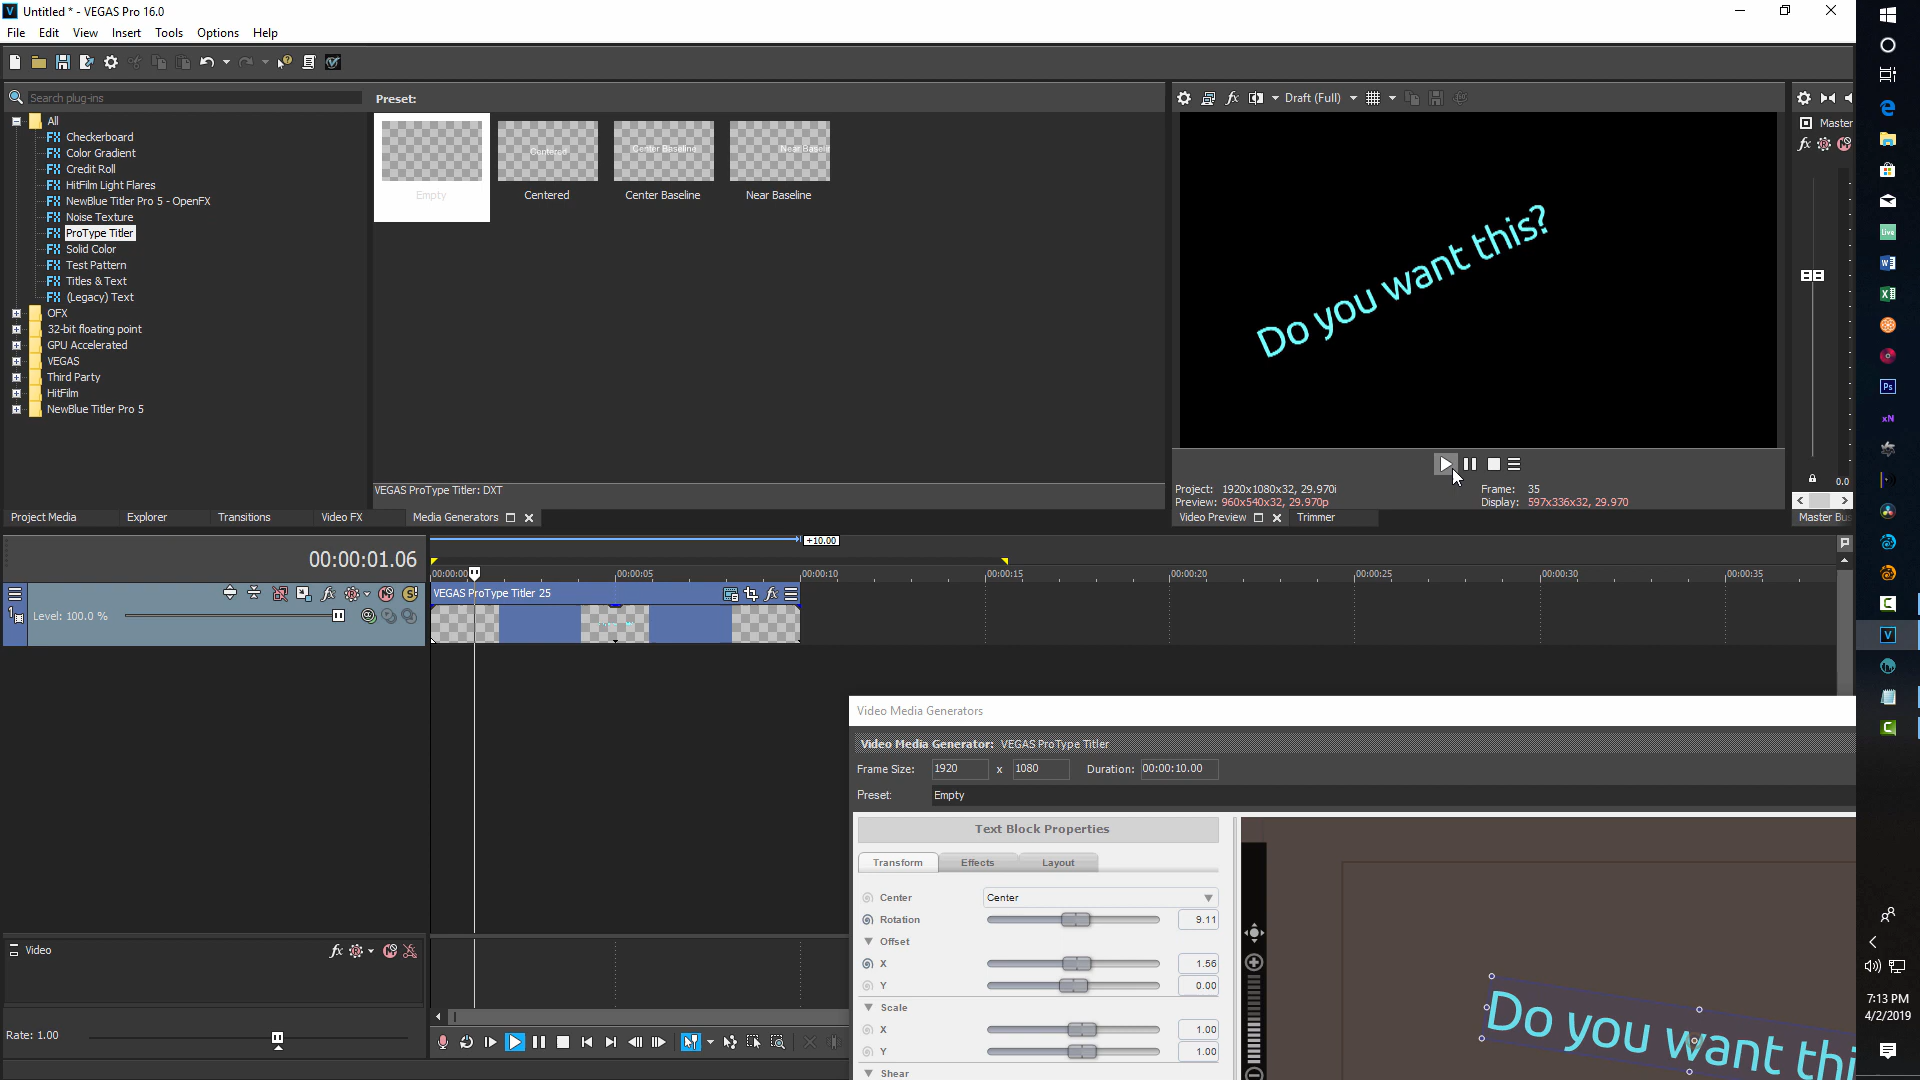 Untitled * - VEGAS Pro 16.0
File Edit View Insert Tools Options Help
Search plug-ins
Preset:
All
Checkerboard
Color Gradient
Credit Roll
HitFilm Light Flares
NewBlue Titler Pro 5 - OpenFX
Noise Texture
ProType Titler
Solid Color
Test Pattern
Titles & Text
(Legacy) Text
OFX
32-bit floating point
GPU Accelerated
VEGAS
Third Party
HitFilm
NewBlue Titler Pro 5
Centered
Center Baseline
Empty
Centered
Center Baseline
Near Baseline
VEGAS ProType Titler: DXT
Project Media Explorer Transitions Video FX Media Generators
Draft (Full)
Master
Do you want this?
Project: 1920x1080x32, 29.970i
Frame: 35
Preview: 960x540x32, 29.970p
Display: 597x336x32, 29.970
0.0
Video Preview Trimmer
Master Bus
00:00:01.06
+10.00
00:00:00 00:00:05 00:00:10 00:00:15 00:00:20 00:00:25 00:00:30 00:00:35
1
Level: 100.0 %
VEGAS ProType Titler 25
Video
Rate: 1.00
Video Media Generators
Video Media Generator: VEGAS ProType Titler
Frame Size: 1920 x 1080 Duration: 00:00:10.00
Preset: Empty
Text Block Properties
Transform Effects Layout
Center Center
Rotation 9.11
Offset
X 1.56
Y 0.00
Scale
X 1.00
Y 1.00
Shear
Do you want thi
Live
Ps
xN
7:13 PM
4/2/2019